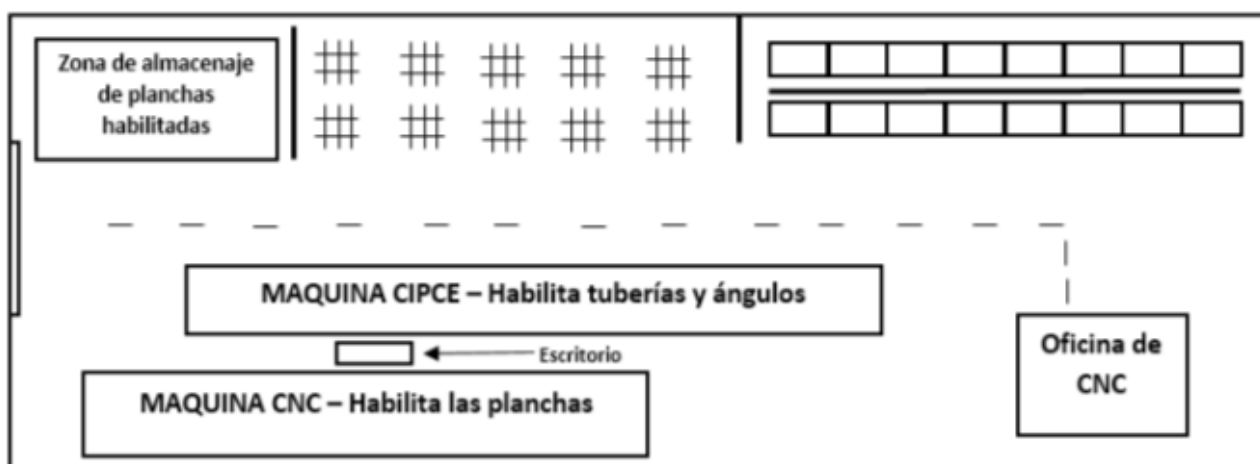 Zona de almacenaje
de planchas
habilitadas
MAQUINA CIPCE – Habilita tuberías y ángulos
Escritorio
MAQUINA CNC – Habilita las planchas
Oficina de
CNC